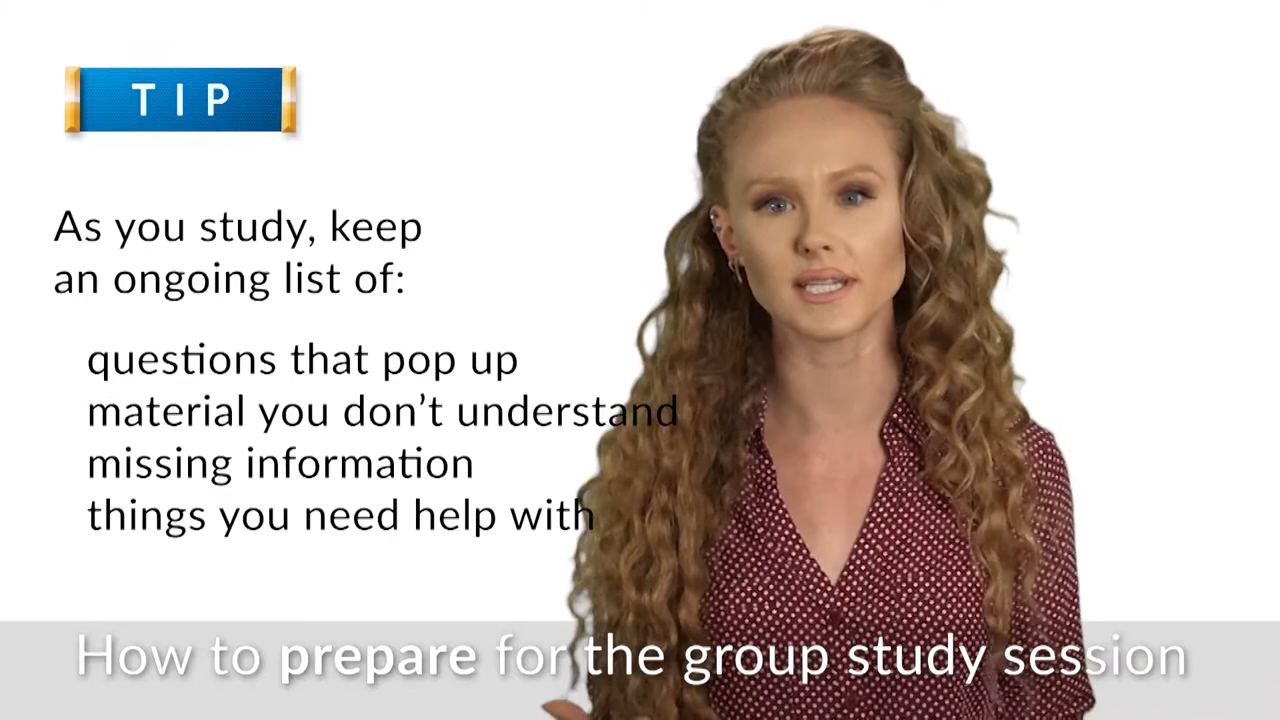 TIP
As you study, keep
an ongoing list of:
questions that pop up
material you don’t understand
missing information
things you need help with
How to prepare for the group study session